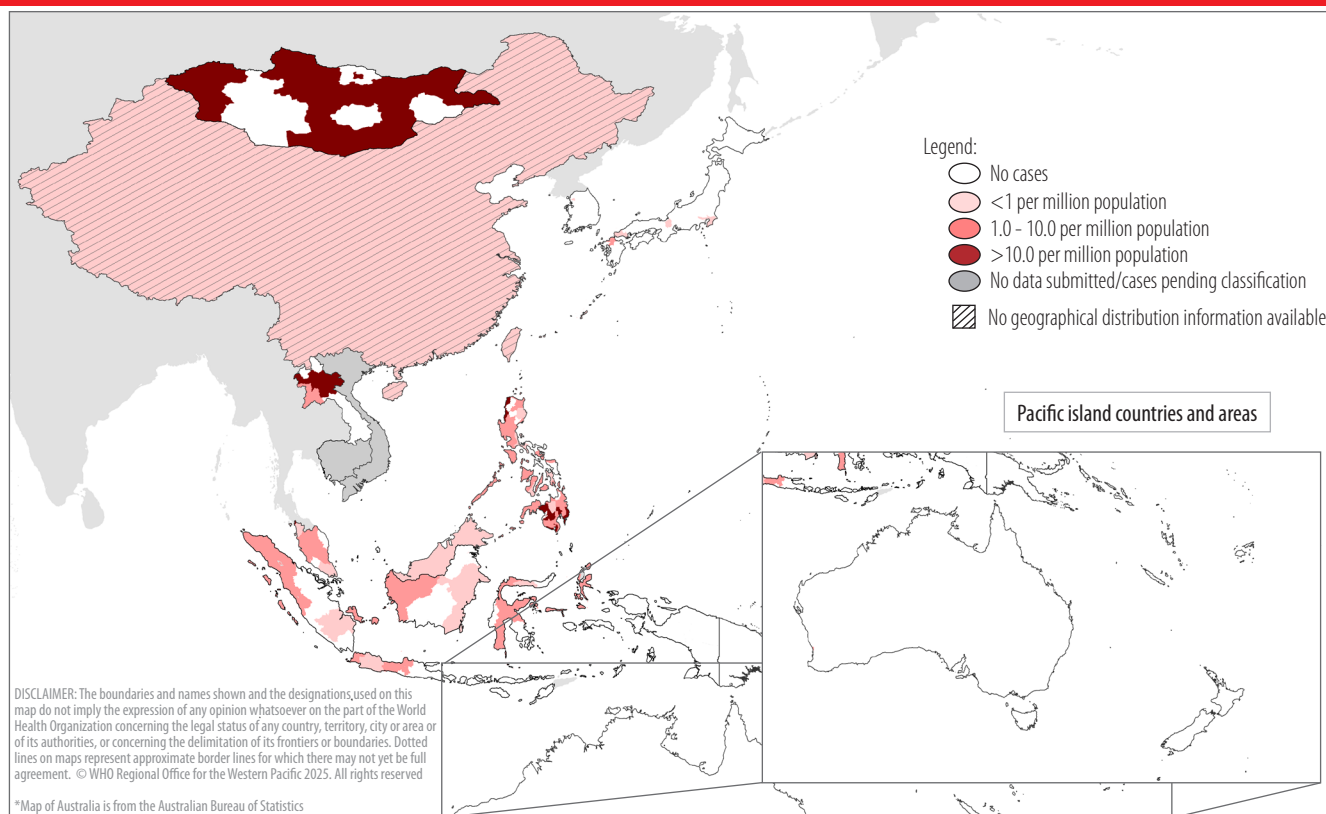 Legend:
No cases
<1 per million population
1.0 - 10.0 per million population
>10.0 per million population
No data submitted/cases pending classification
No geographical distribution information available
Pacific island countries and areas
DISCLAIMER: The boundaries and names shown and the designations used on this
map do not imply the expression of any opinion whatsoever on the part of the World
Health Organization concerning the legal status of any country, territory, city or area or
of its authorities, or concerning the delimitation of its frontiers or boundaries. Dotted
lines on maps represent approximate border lines for which there may not yet be full
agreement. © WHO Regional Office for the Western Pacific 2025. All rights reserved
*Map of Australia is from the Australian Bureau of Statistics